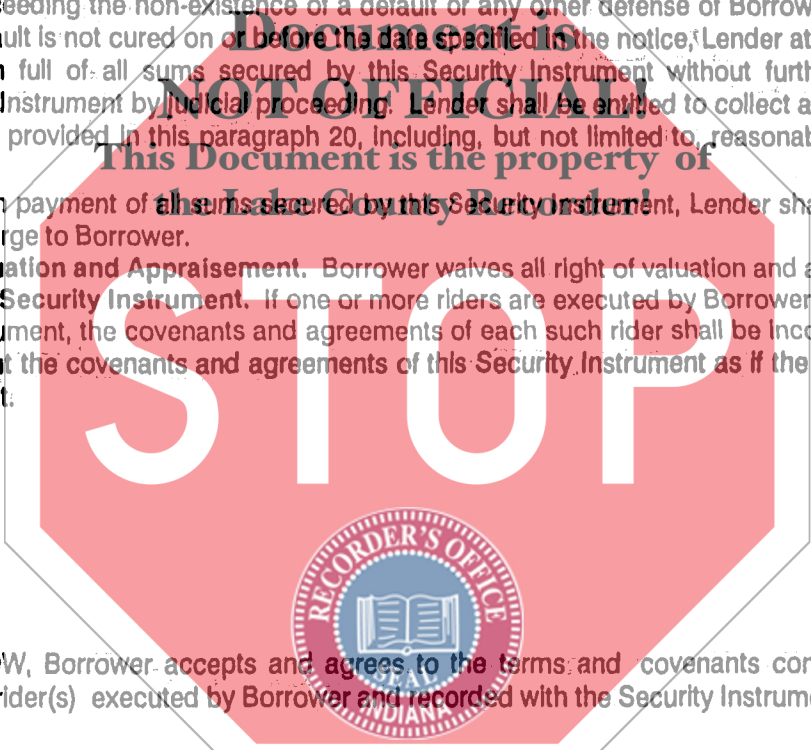 ceeding the non-existence of a default or any other defense of Borrow
Document is
ult is not cured on or before the date specified in the notice, Lender at
full of all sums secured by this Security Instrument without furth
NOT OFFICIAL!
Instrument by judicial proceeding. Lender shall be entitled to collect a
provided in this paragraph 20, including, but not limited to, reasonat
This Document is the property of
the Lake County Recorder!
payment of all sums secured by this Security Instrument, Lender sha
rge to Borrower.
ation and Appraisement. Borrower waives all right of valuation and a
Security Instrument. If one or more riders are executed by Borrower
ument, the covenants and agreements of each such rider shall be inco
t the covenants and agreements of this Security Instrument as if the
t.
STOP
RECORDER'S OFFICE
SEAL
INDIANA
W, Borrower accepts and agrees to the terms and covenants con
rider(s) executed by Borrower and recorded with the Security Instrume